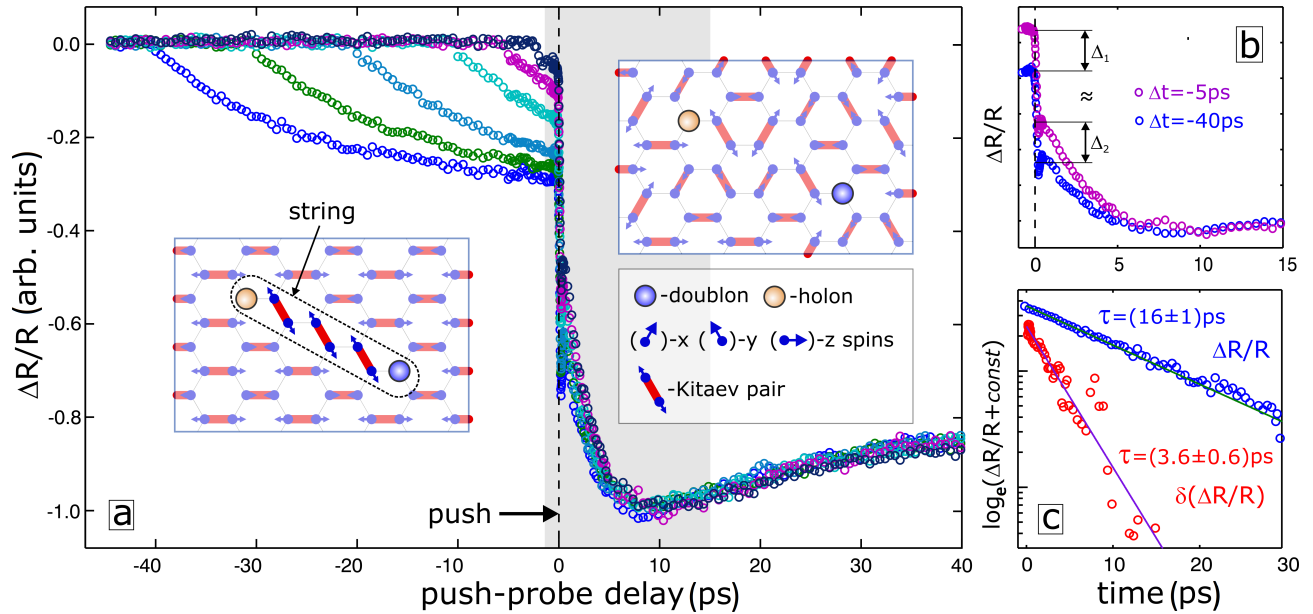 0.0
-0.2
-0.4
-0.6
-0.8
-1.0
ΔR/R (arb. units)
-40
-30
-20
-10
0
10
20
30
40
push-probe delay (ps)
a
push
string
-doublon
-holon
( )-x ( )-y ( )-z spins
-Kitaev pair
b
Δ₁
≈
Δt=-5ps
Δt=-40ps
Δ₂
ΔR/R
0
5
10
15
τ=(16±1)ps
ΔR/R
τ=(3.6±0.6)ps
δ(ΔR/R)
c
logₑ(ΔR/R+const)
0
10
20
30
time (ps)